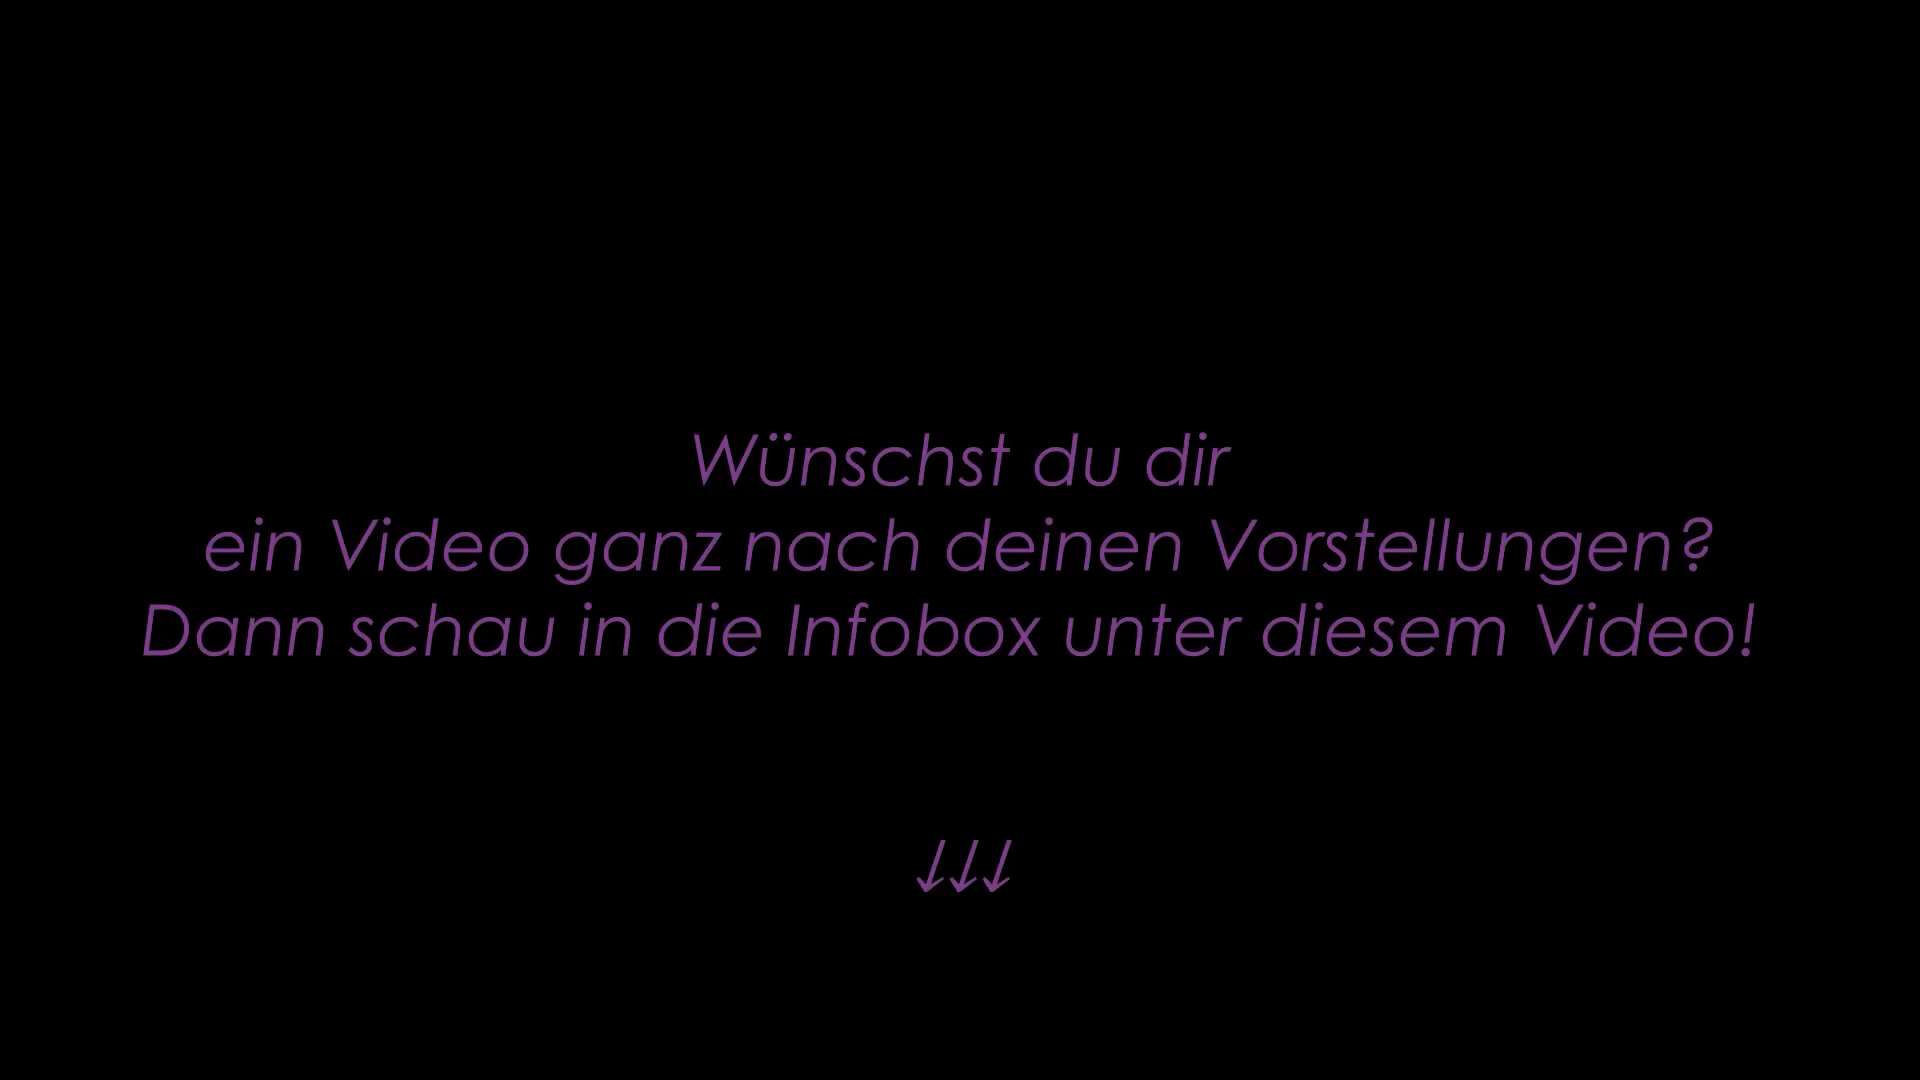 Wünschst du dir
ein Video ganz nach deinen Vorstellungen?
Dann schau in die Infobox unter diesem Video!
↓↓↓